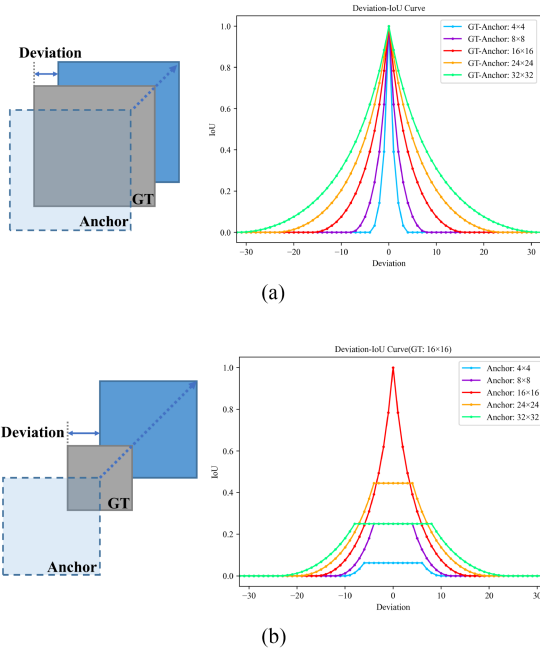 Deviation
GT
Anchor
Deviation-IoU Curve
GT-Anchor: 4×4
GT-Anchor: 8×8
GT-Anchor: 16×16
GT-Anchor: 24×24
GT-Anchor: 32×32
IoU
1.0
0.8
0.6
0.4
0.2
0.0
−30
−20
−10
0
10
20
30
Deviation
(a)
Deviation
GT
Anchor
Deviation-IoU Curve(GT: 16×16)
Anchor: 4×4
Anchor: 8×8
Anchor: 16×16
Anchor: 24×24
Anchor: 32×32
IoU
1.0
0.8
0.6
0.4
0.2
0.0
−30
−20
−10
0
10
20
30
Deviation
(b)